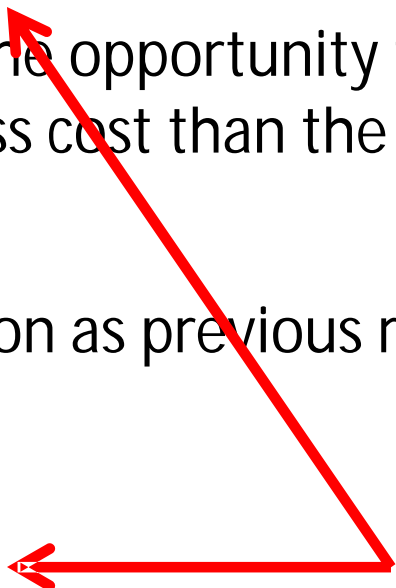 he opportunity
ss cost than the
on as previous r